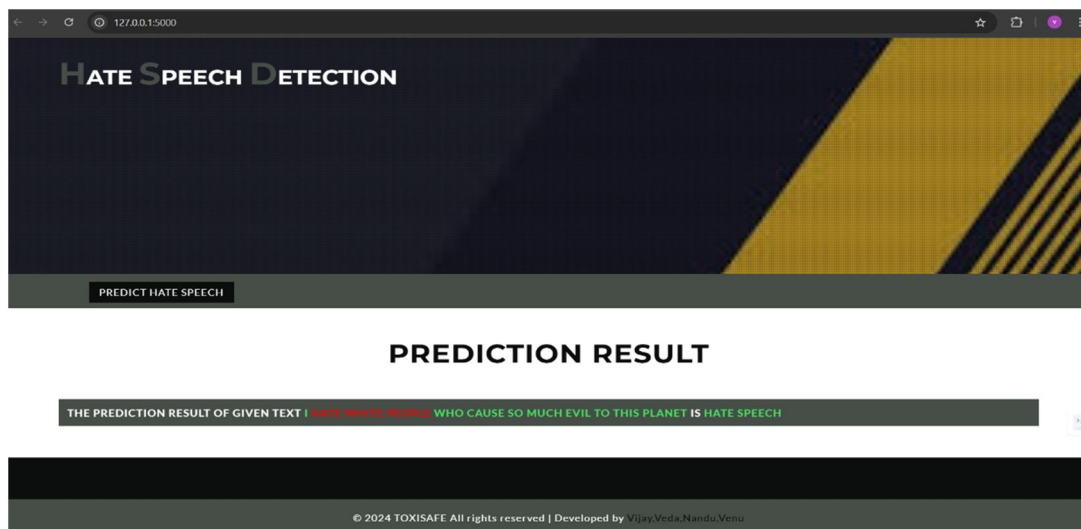 127.0.0.1:5000
HATE SPEECH DETECTION
PREDICT HATE SPEECH
PREDICTION RESULT
THE PREDICTION RESULT OF GIVEN TEXT I HATE WHITE PEOPLE WHO CAUSE SO MUCH EVIL TO THIS PLANET IS HATE SPEECH
© 2024 TOXISAFE All rights reserved | Developed by Vijay,Veda,Nandu,Venu